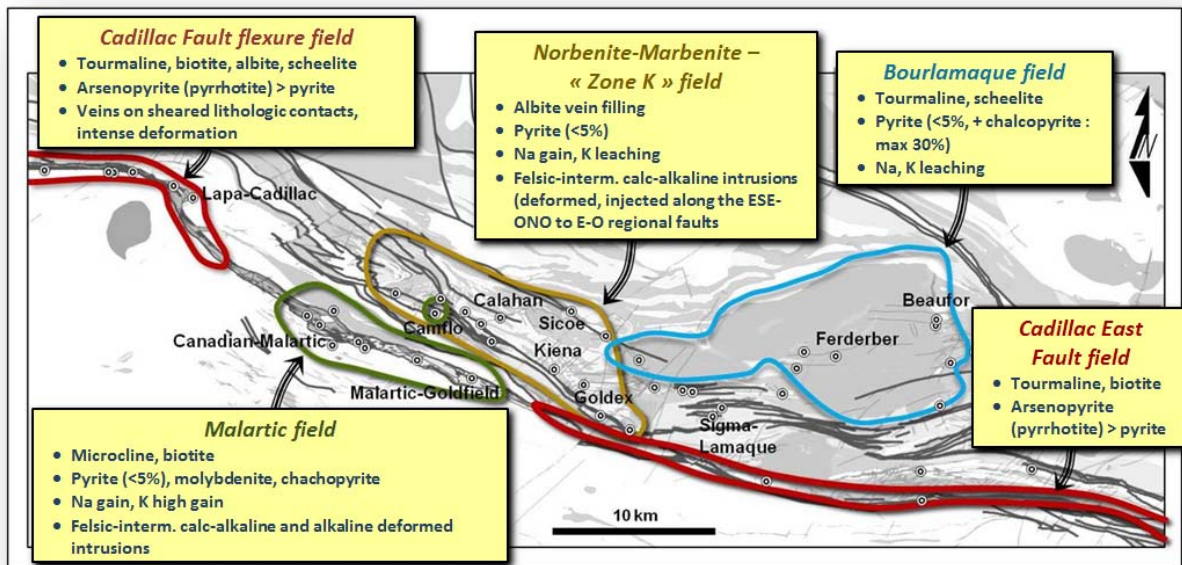 Cadillac Fault flexure field
• Tourmaline, biotite, albite, scheelite
• Arsenopyrite (pyrrhotite) > pyrite
• Veins on sheared lithologic contacts,
intense deformation
Norbenite-Marbenite –
« Zone K » field
• Albite vein filling
• Pyrite (<5%)
• Na gain, K leaching
• Felsic-interm. calc-alkaline intrusions
(deformed, injected along the ESE-
ONO to E-O regional faults
Bourlamaque field
• Tourmaline, scheelite
• Pyrite (<5%, + chalcopyrite :
max 30%)
• Na, K leaching
N
Lapa-Cadillac
Calahan
Camflo
Sicoe
Canadian-Malartic
Kiena
Malartic-Goldfield
Goldex
Sigma-
Lamaque
Beaufor
Ferderber
Cadillac East
Fault field
• Tourmaline, biotite
• Arsenopyrite
(pyrrhotite) > pyrite
Malartic field
• Microcline, biotite
• Pyrite (<5%), molybdenite, chachopyrite
• Na gain, K high gain
• Felsic-interm. calc-alkaline and alkaline deformed
intrusions
10 km